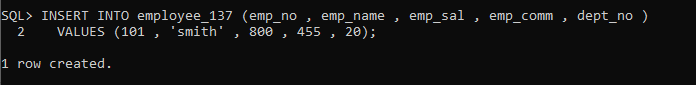 SQL> INSERT INTO employee_137 (emp_no , emp_name , emp_sal , emp_comm , dept_no )
  2    VALUES (101 , 'smith' , 800 , 455 , 20);
1 row created.